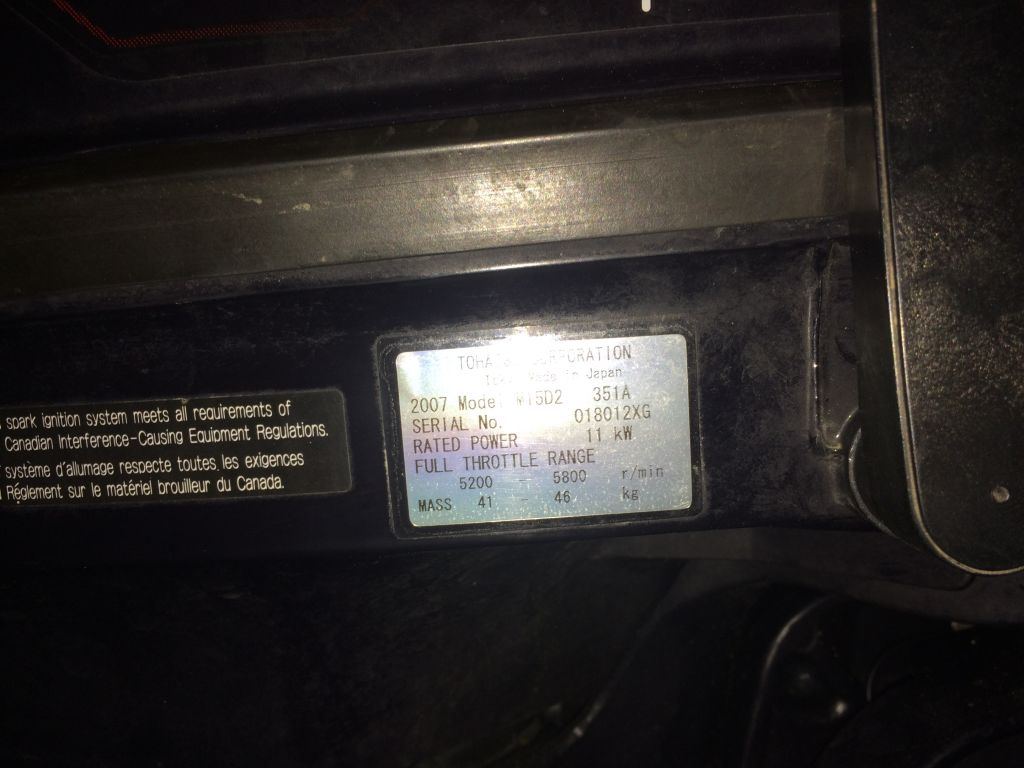 spark ignition system meets all requirements of
Canadian Interference-Causing Equipment Regulations.
système d'allumage respecte toutes les exigences
Règlement sur le matériel brouilleur du Canada.
CORPORATION
Made in Japan
2007 Model M15D2 351A
SERIAL No. 018012XG
RATED POWER 11 kW
FULL THROTTLE RANGE
5200 - 5800 r/min
MASS 41 - 46 kg